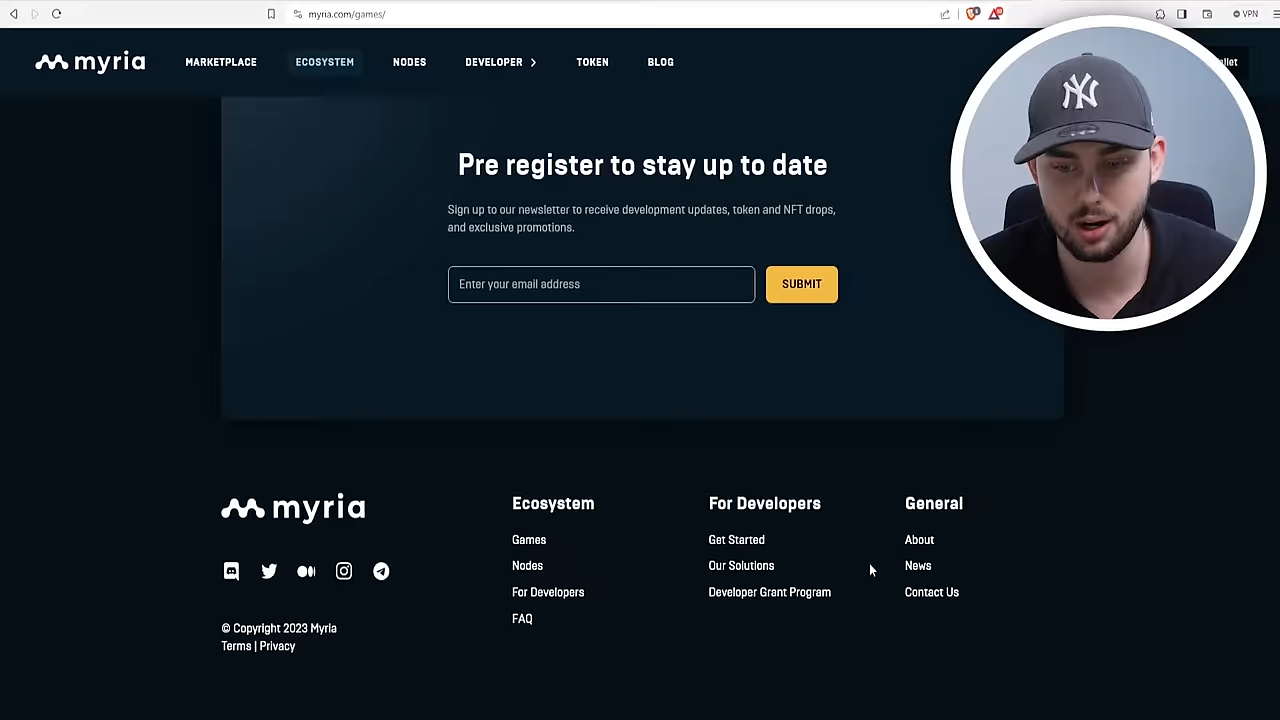 myria.com/games/
VPN
myria
MARKETPLACE
ECOSYSTEM
NODES
DEVELOPER
TOKEN
BLOG
NY
Pre register to stay up to date
Sign up to our newsletter to receive development updates, token and NFT drops,
and exclusive promotions.
Enter your email address
SUBMIT
myria
Ecosystem
Games
Nodes
For Developers
FAQ
For Developers
Get Started
Our Solutions
Developer Grant Program
General
About
News
Contact Us
© Copyright 2023 Myria
Terms | Privacy